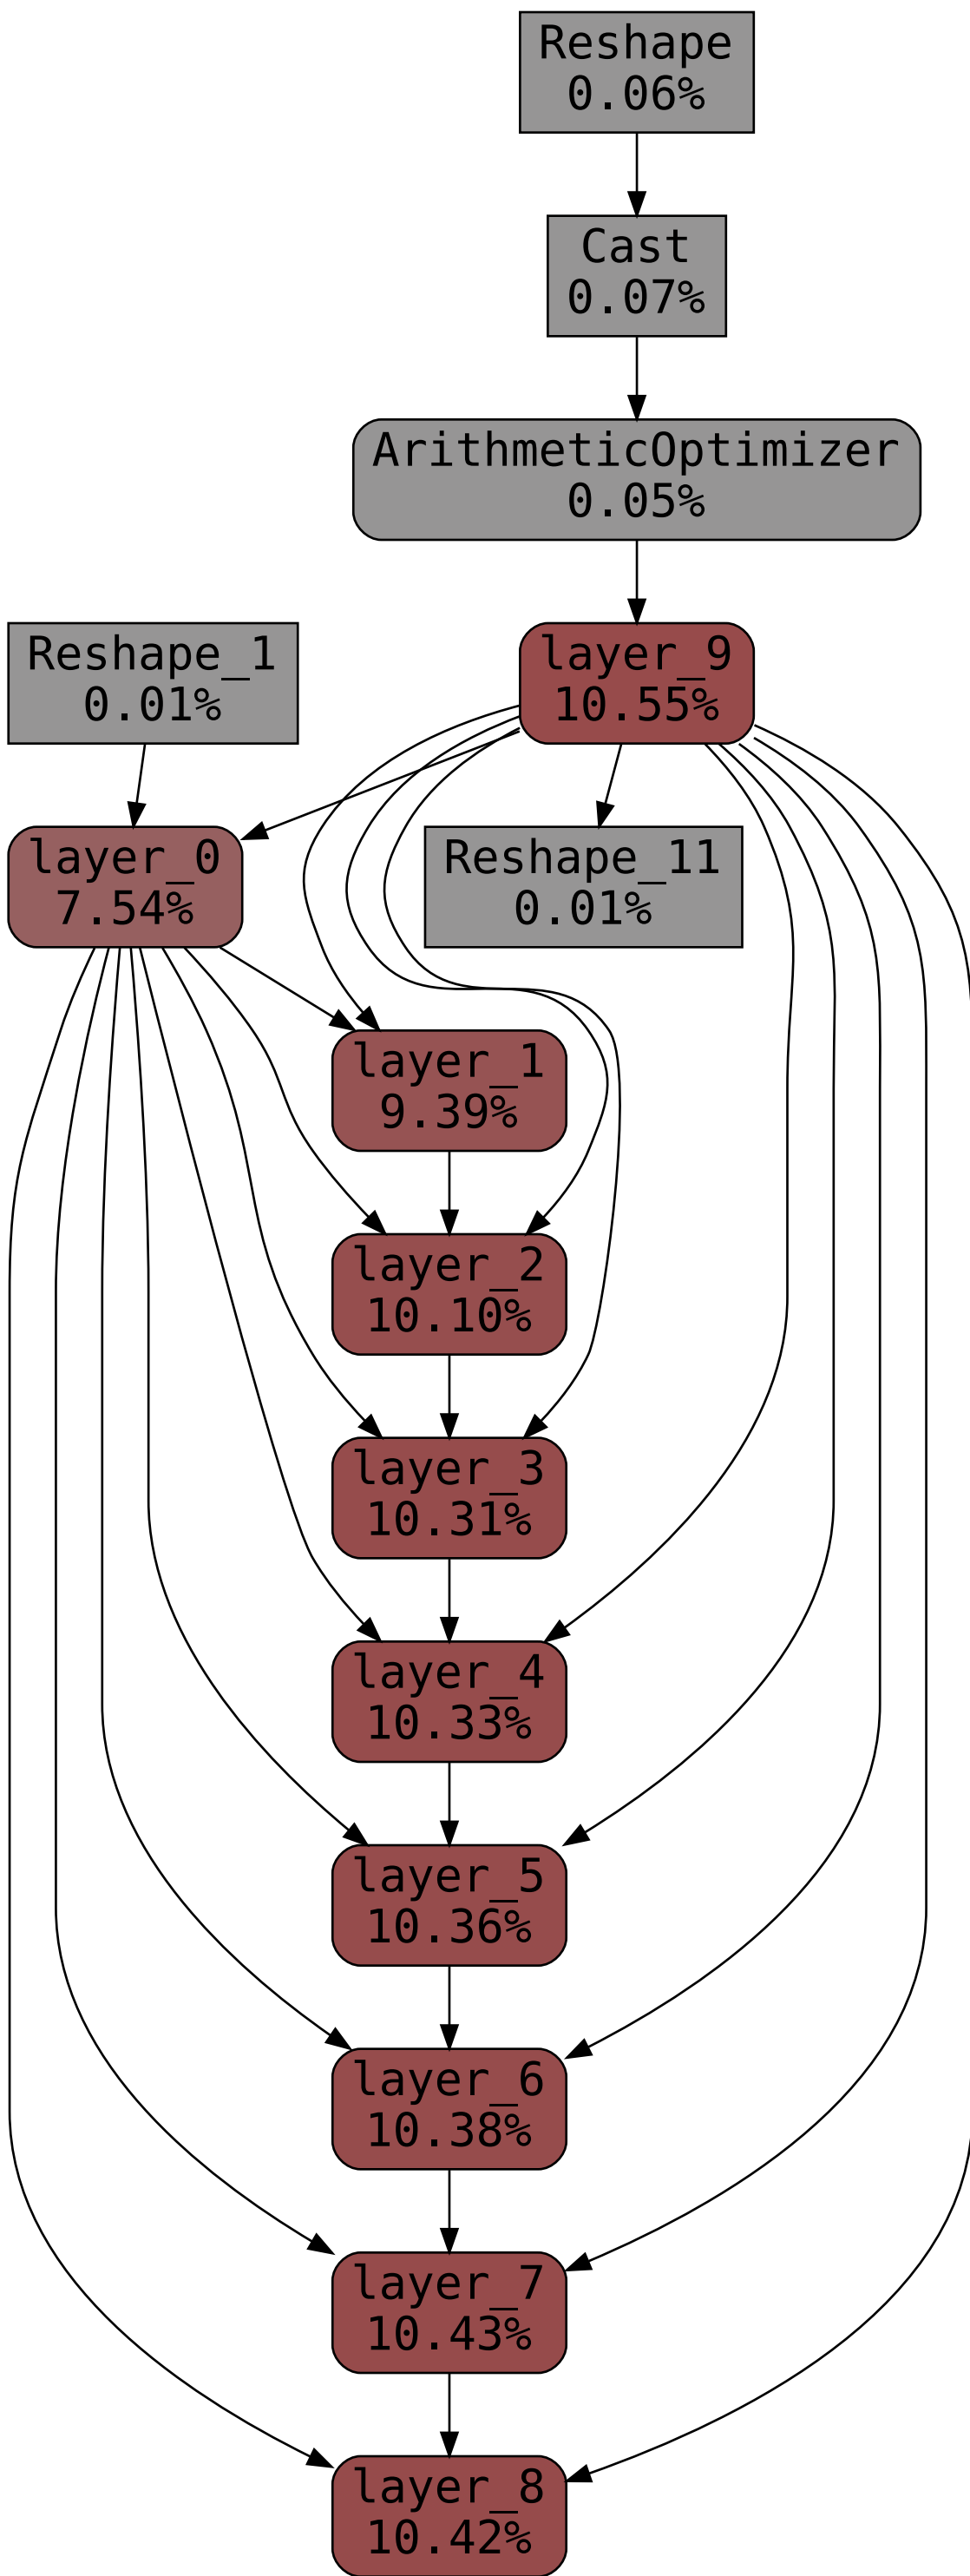 Reshape
0.06%
Cast
0.07%
ArithmeticOptimizer
0.05%
Reshape_1
0.01%
layer_9
10.55%
layer_0
7.54%
Reshape_11
0.01%
layer_1
9.39%
layer_2
10.10%
layer_3
10.31%
layer_4
10.33%
layer_5
10.36%
layer_6
10.38%
layer_7
10.43%
layer_8
10.42%